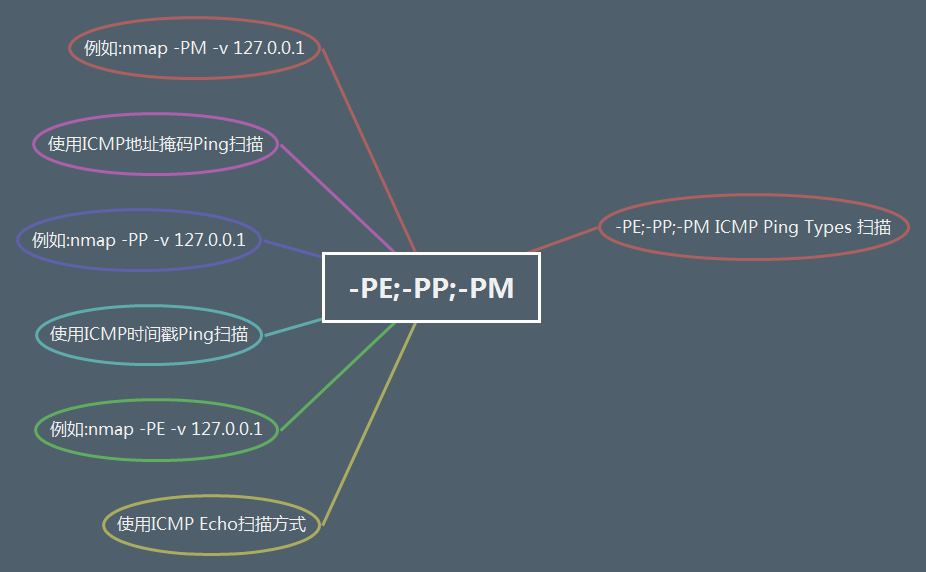 例如:nmap -PM -v 127.0.0.1
使用ICMP地址掩码Ping扫描
例如:nmap -PP -v 127.0.0.1
使用ICMP时间戳Ping扫描
例如:nmap -PE -v 127.0.0.1
使用ICMP Echo扫描方式
-PE;-PP;-PM
-PE;-PP;-PM ICMP Ping Types 扫描